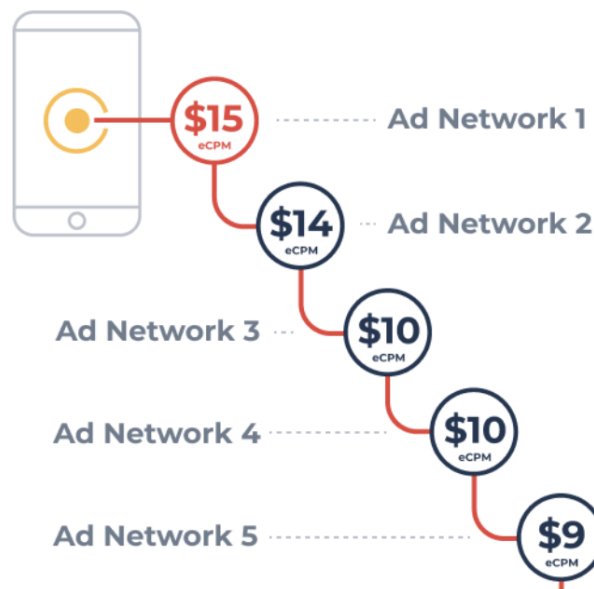 $15
eCPM
Ad Network 1
$14
eCPM
Ad Network 2
Ad Network 3
$10
eCPM
Ad Network 4
$10
eCPM
Ad Network 5
$9
eCPM